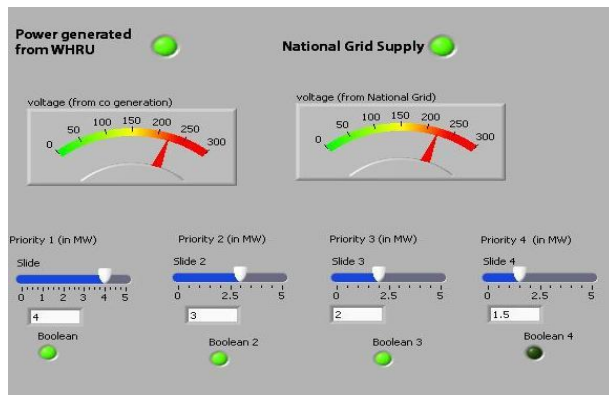 Power generated
from WHRU
National Grid Supply
voltage (from co generation)
0 50 100 150 200 250 300
voltage (from National Grid)
0 50 100 150 200 250 300
Priority 1 (in MW)
Slide
0 1 2 3 4 5
4
Boolean
Priority 2 (in MW)
Slide 2
0 2.5 5
3
Boolean 2
Priority 3 (in MW)
Slide 3
0 2.5 5
2
Boolean 3
Priority 4 (in MW)
Slide 4
0 2.5 5
1.5
Boolean 4